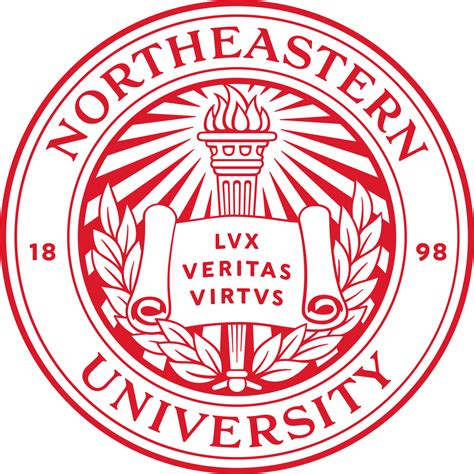 NORTHEASTERN
18 98
LVX
VERITAS
VIRTVS
UNIVERSITY